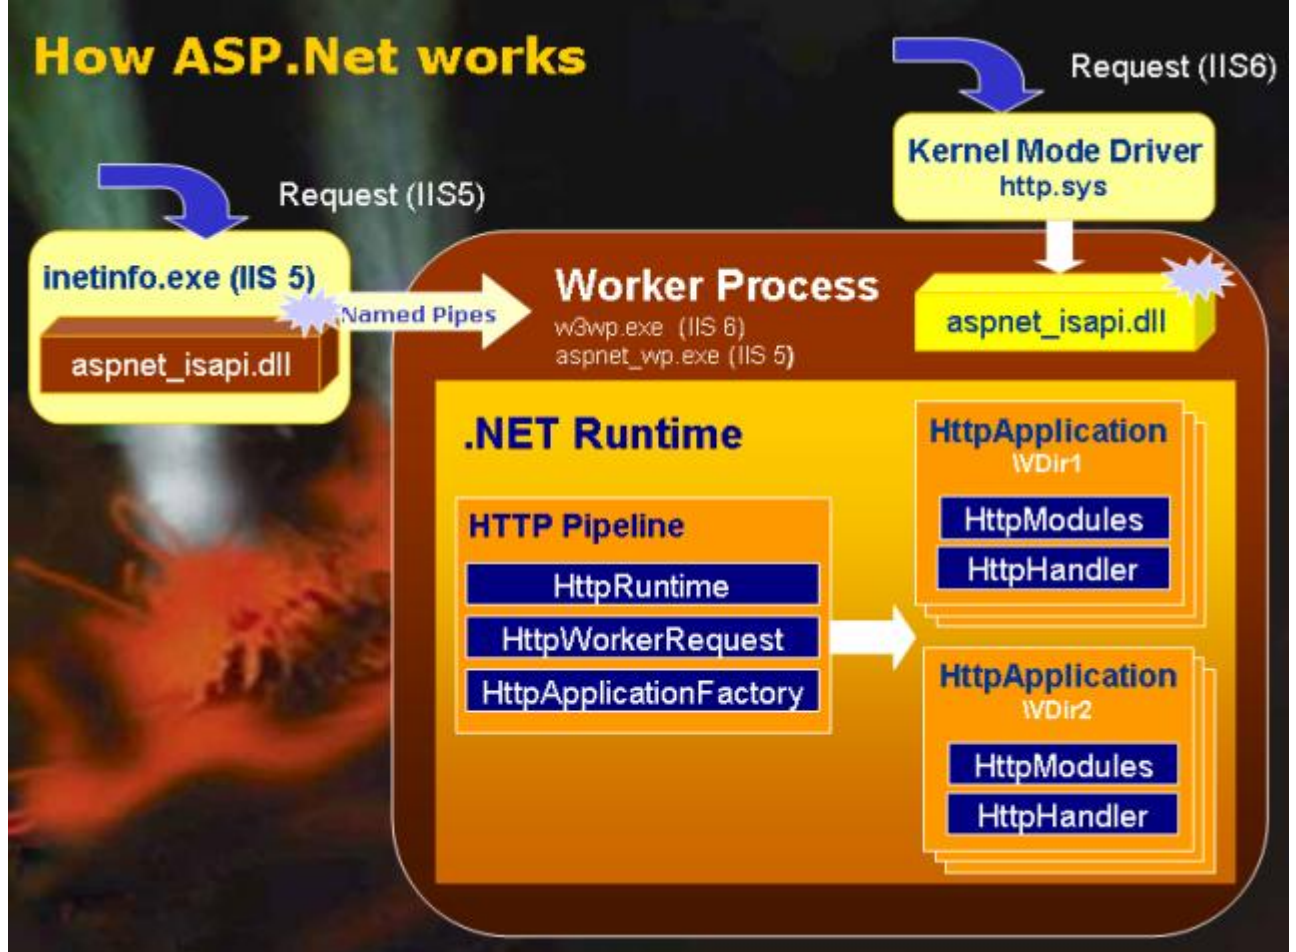 How ASP.Net works
Request (IIS6)
Kernel Mode Driver
http.sys
Request (IIS5)
inetinfo.exe (IIS 5)
aspnet_isapi.dll
Named Pipes
Worker Process
w3wp.exe (IIS 6)
aspnet_wp.exe (IIS 5)
aspnet_isapi.dll
.NET Runtime
HTTP Pipeline
HttpRuntime
HttpWorkerRequest
HttpApplicationFactory
HttpApplication
\VDir1
HttpModules
HttpHandler
HttpApplication
\VDir2
HttpModules
HttpHandler